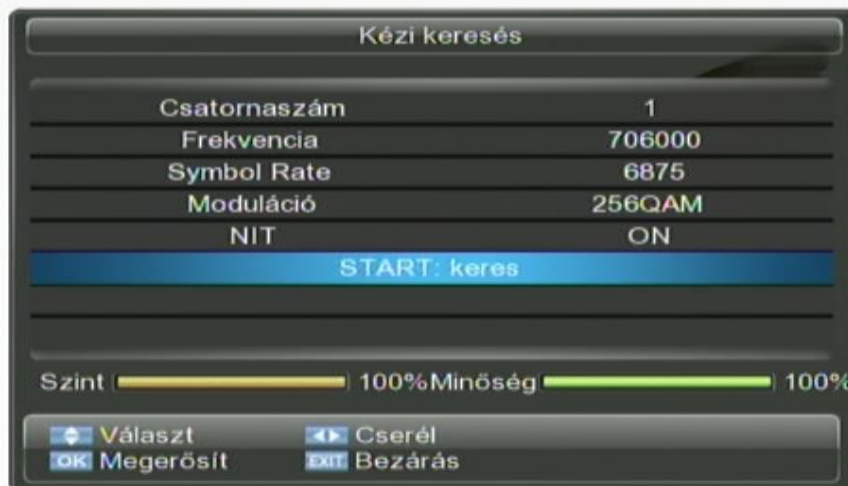 Kézi keresés
Csatornaszám 1
Frekvencia 706000
Symbol Rate 6875
Moduláció 256QAM
NIT ON
START: keres
Szint 100% Minőség 100%
Választ Cserél
OK Megerősít EXIT Bezárás